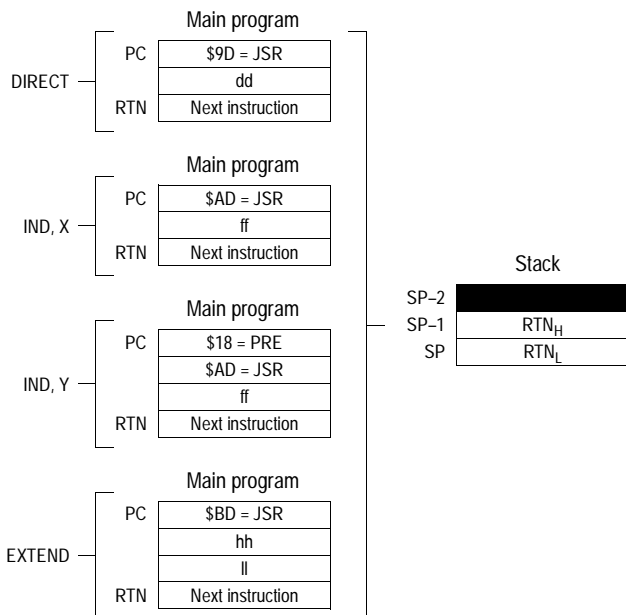 Main program
PC $9D = JSR
DIRECT
dd
RTN Next instruction
Main program
PC $AD = JSR
IND, X
ff
RTN Next instruction
Main program
PC $18 = PRE
$AD = JSR
IND, Y
ff
RTN Next instruction
Main program
PC $BD = JSR
hh
EXTEND
ll
RTN Next instruction
Stack
SP–2
SP–1 RTNH
SP RTNL